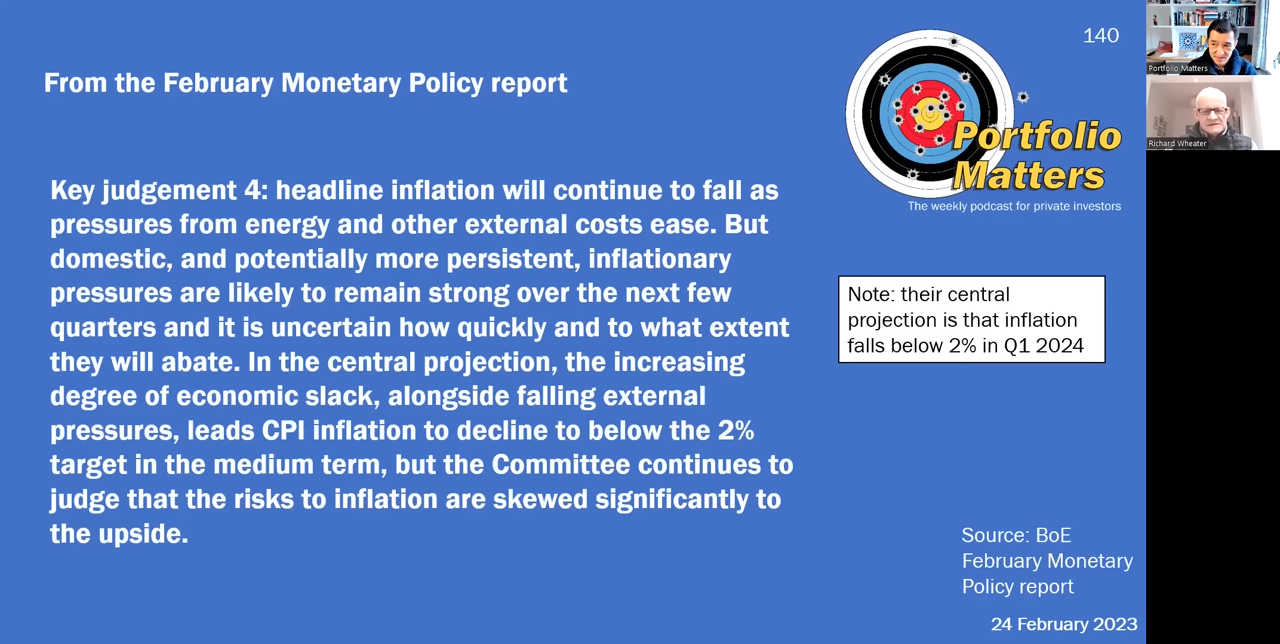 140
From the February Monetary Policy report
Portfolio
Matters
The weekly podcast for private investors
Key judgement 4: headline inflation will continue to fall as
pressures from energy and other external costs ease. But
domestic, and potentially more persistent, inflationary
pressures are likely to remain strong over the next few
quarters and it is uncertain how quickly and to what extent
they will abate. In the central projection, the increasing
degree of economic slack, alongside falling external
pressures, leads CPI inflation to decline to below the 2%
target in the medium term, but the Committee continues to
judge that the risks to inflation are skewed significantly to
the upside.
Note: their central
projection is that inflation
falls below 2% in Q1 2024
Source: BoE
February Monetary
Policy report
24 February 2023
Portfolio Matters
Richard Wheater